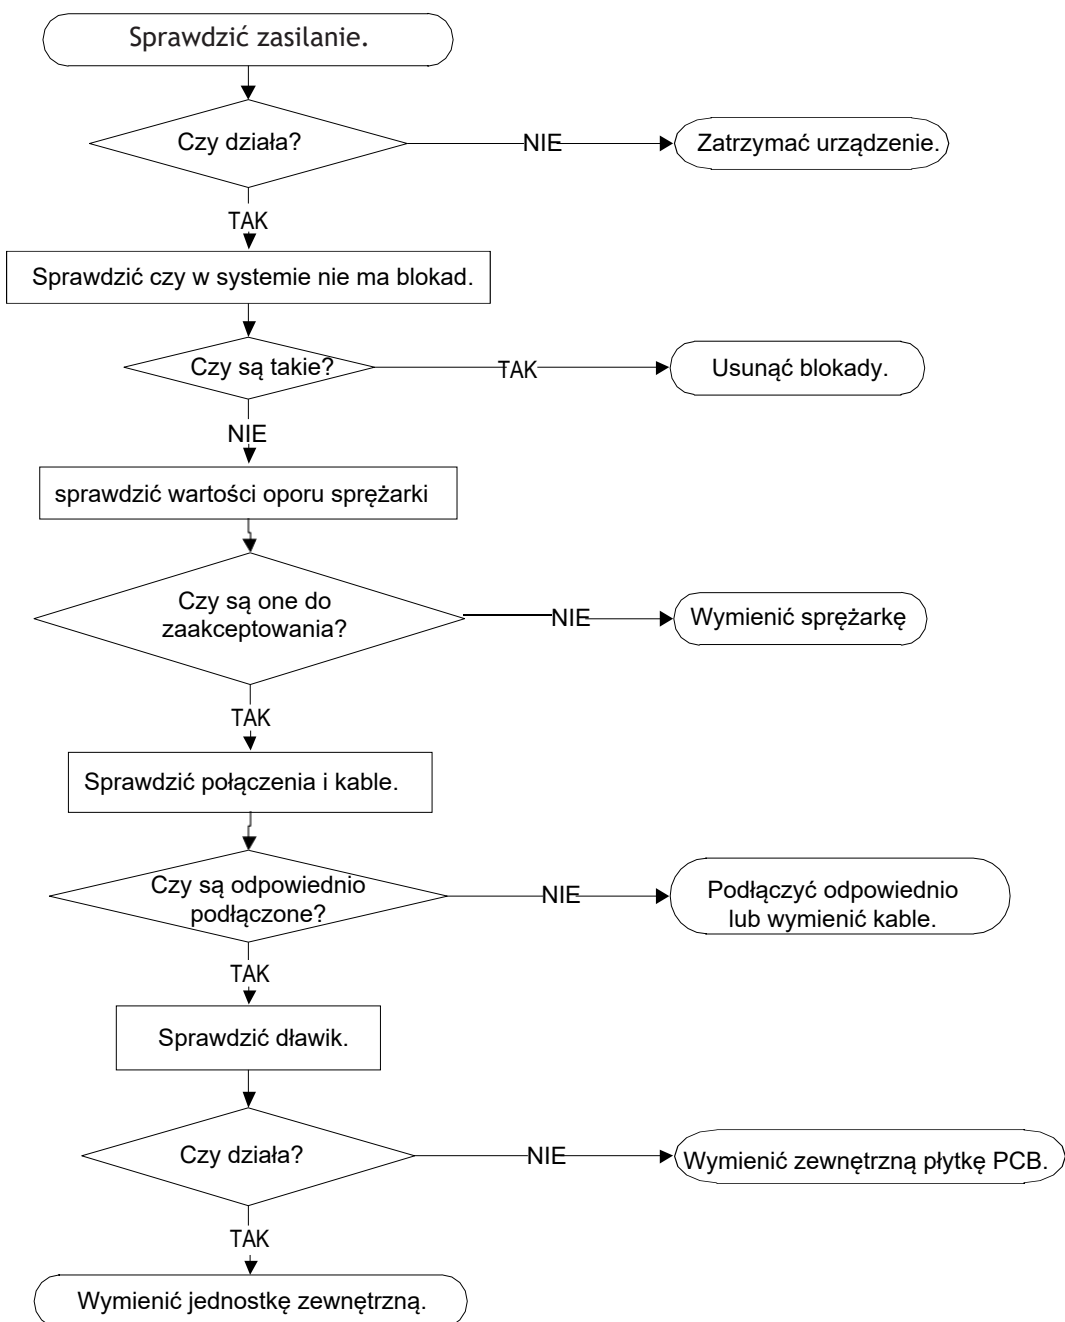 Sprawdzić zasilanie.
Czy działa?
NIE
Zatrzymać urządzenie.
TAK
Sprawdzić czy w systemie nie ma blokad.
Czy są takie?
TAK
Usunąć blokady.
NIE
sprawdzić wartości oporu sprężarki
Czy są one do
zaakceptowania?
NIE
Wymienić sprężarkę
TAK
Sprawdzić połączenia i kable.
Czy są odpowiednio
podłączone?
NIE
Podłączyć odpowiednio
lub wymienić kable.
TAK
Sprawdzić dławik.
Czy działa?
NIE
Wymienić zewnętrzną płytkę PCB.
TAK
Wymienić jednostkę zewnętrzną.